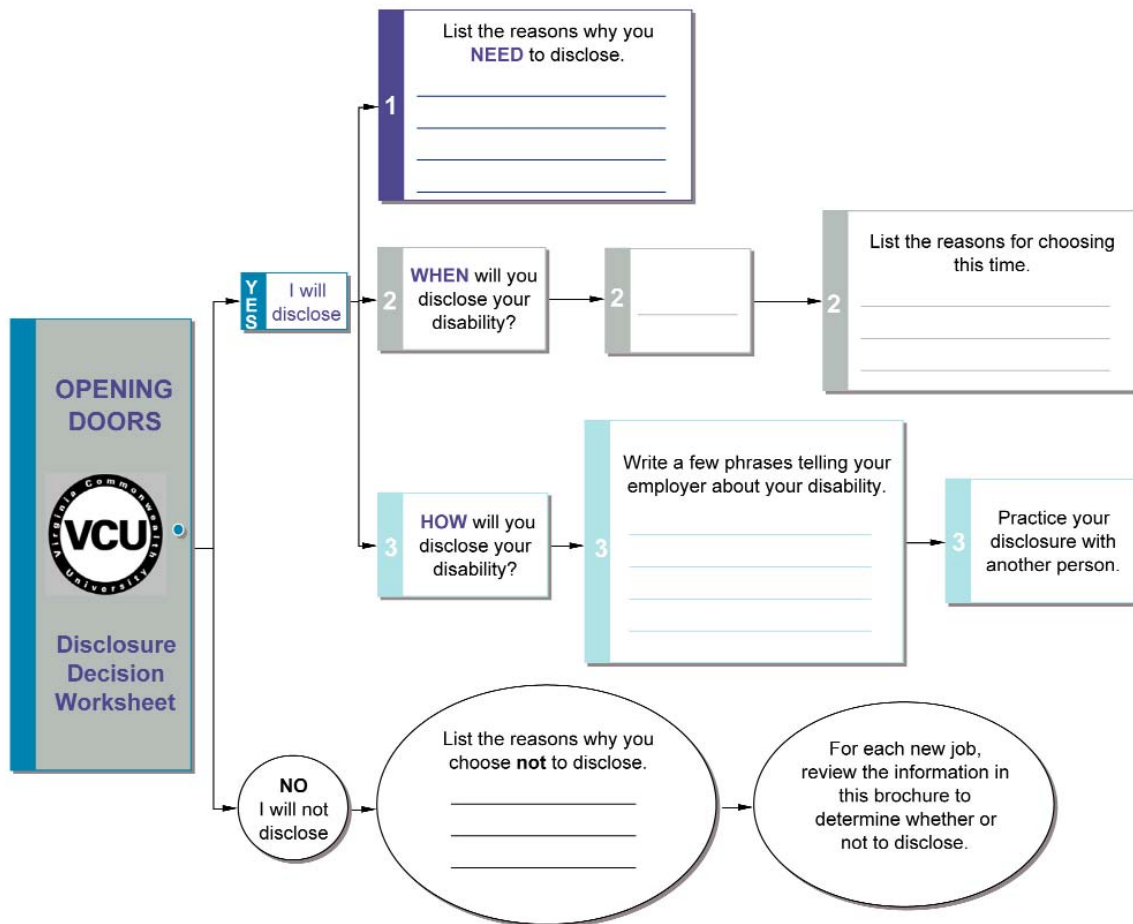 OPENING
DOORS
Virginia Commonwealth
University
VCU
Disclosure
Decision
Worksheet
YES
I will
disclose
1
List the reasons why you
NEED to disclose.
2
WHEN will you
disclose your
disability?
2
2
List the reasons for choosing
this time.
3
HOW will you
disclose your
disability?
3
Write a few phrases telling your
employer about your disability.
3
Practice your
disclosure with
another person.
NO
I will not
disclose
List the reasons why you
choose not to disclose.
For each new job,
review the information in
this brochure to
determine whether or
not to disclose.